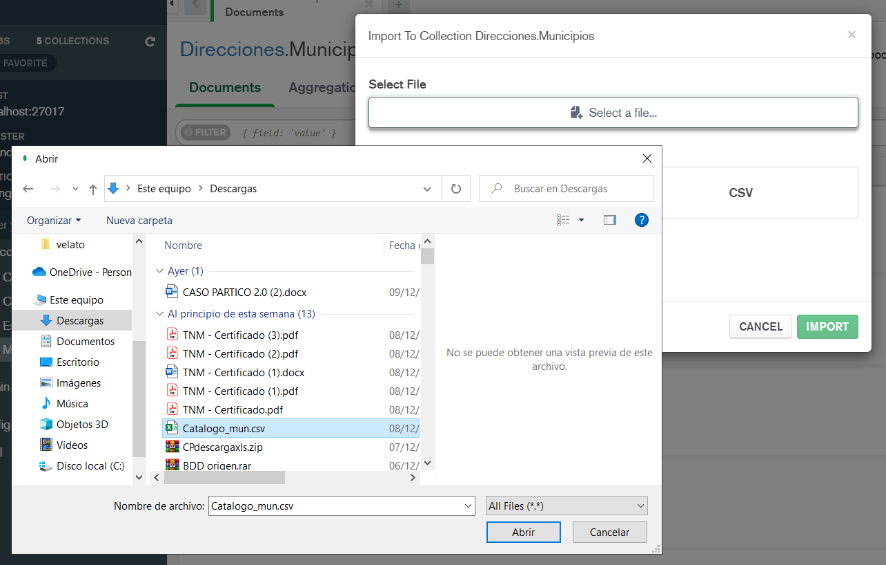 Documents
5 COLLECTIONS
FAVORITE
localhost:27017
Direcciones.Municip
Documents
Aggregatio
FILTER
{ field: 'value' }
Import To Collection Direcciones.Municipios
Select File
Select a file...
CSV
CANCEL
IMPORT
Abrir
Este equipo > Descargas
Buscar en Descargas
Organizar
Nueva carpeta
velato
OneDrive - Person
Este equipo
Descargas
Documentos
Escritorio
Imágenes
Música
Objetos 3D
Videos
Disco local (C:)
Nombre
Fecha
Ayer (1)
CASO PARTICO 2.0 (2).docx 09/12/
Al principio de esta semana (13)
TNM - Certificado (3).pdf 08/12/
TNM - Certificado (2).pdf 08/12/
TNM - Certificado (1).docx 08/12/
TNM - Certificado (1).pdf 08/12/
TNM - Certificado.pdf 08/12/
Catalogo_mun.csv 08/12/
CPdescargaxls.zip 07/12/
BDD origen.rar 06/12/
No se puede obtener una vista previa de este
archivo.
Nombre de archivo: Catalogo_mun.csv
All Files (*.*)
Abrir
Cancelar